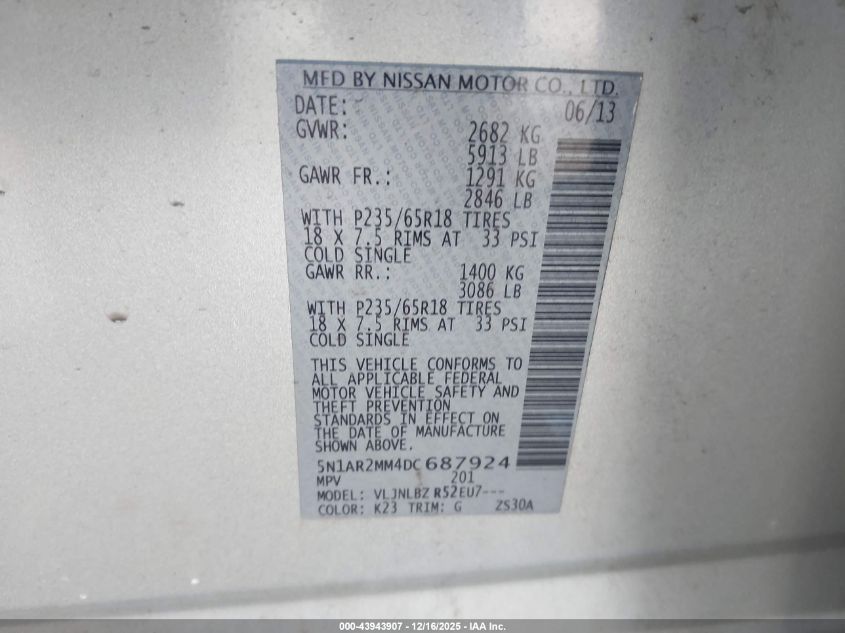 MFD BY NISSAN MOTOR CO., LTD.
DATE: 06/13
GVWR: 2682 KG
5913 LB
GAWR FR.: 1291 KG
2846 LB
WITH P235/65R18 TIRES
18 X 7.5 RIMS AT 33 PSI
COLD SINGLE
GAWR RR.: 1400 KG
3086 LB
WITH P235/65R18 TIRES
18 X 7.5 RIMS AT 33 PSI
COLD SINGLE
THIS VEHICLE CONFORMS TO
ALL APPLICABLE FEDERAL
MOTOR VEHICLE SAFETY AND
THEFT PREVENTION
STANDARDS IN EFFECT ON
THE DATE OF MANUFACTURE
SHOWN ABOVE.
5N1AR2MM4DC687924
MPV 201
MODEL: VLJNLBZ R52EU7---
COLOR: K23 TRIM: G ZS30A
000-43943907 - 12/16/2025 - IAA Inc.